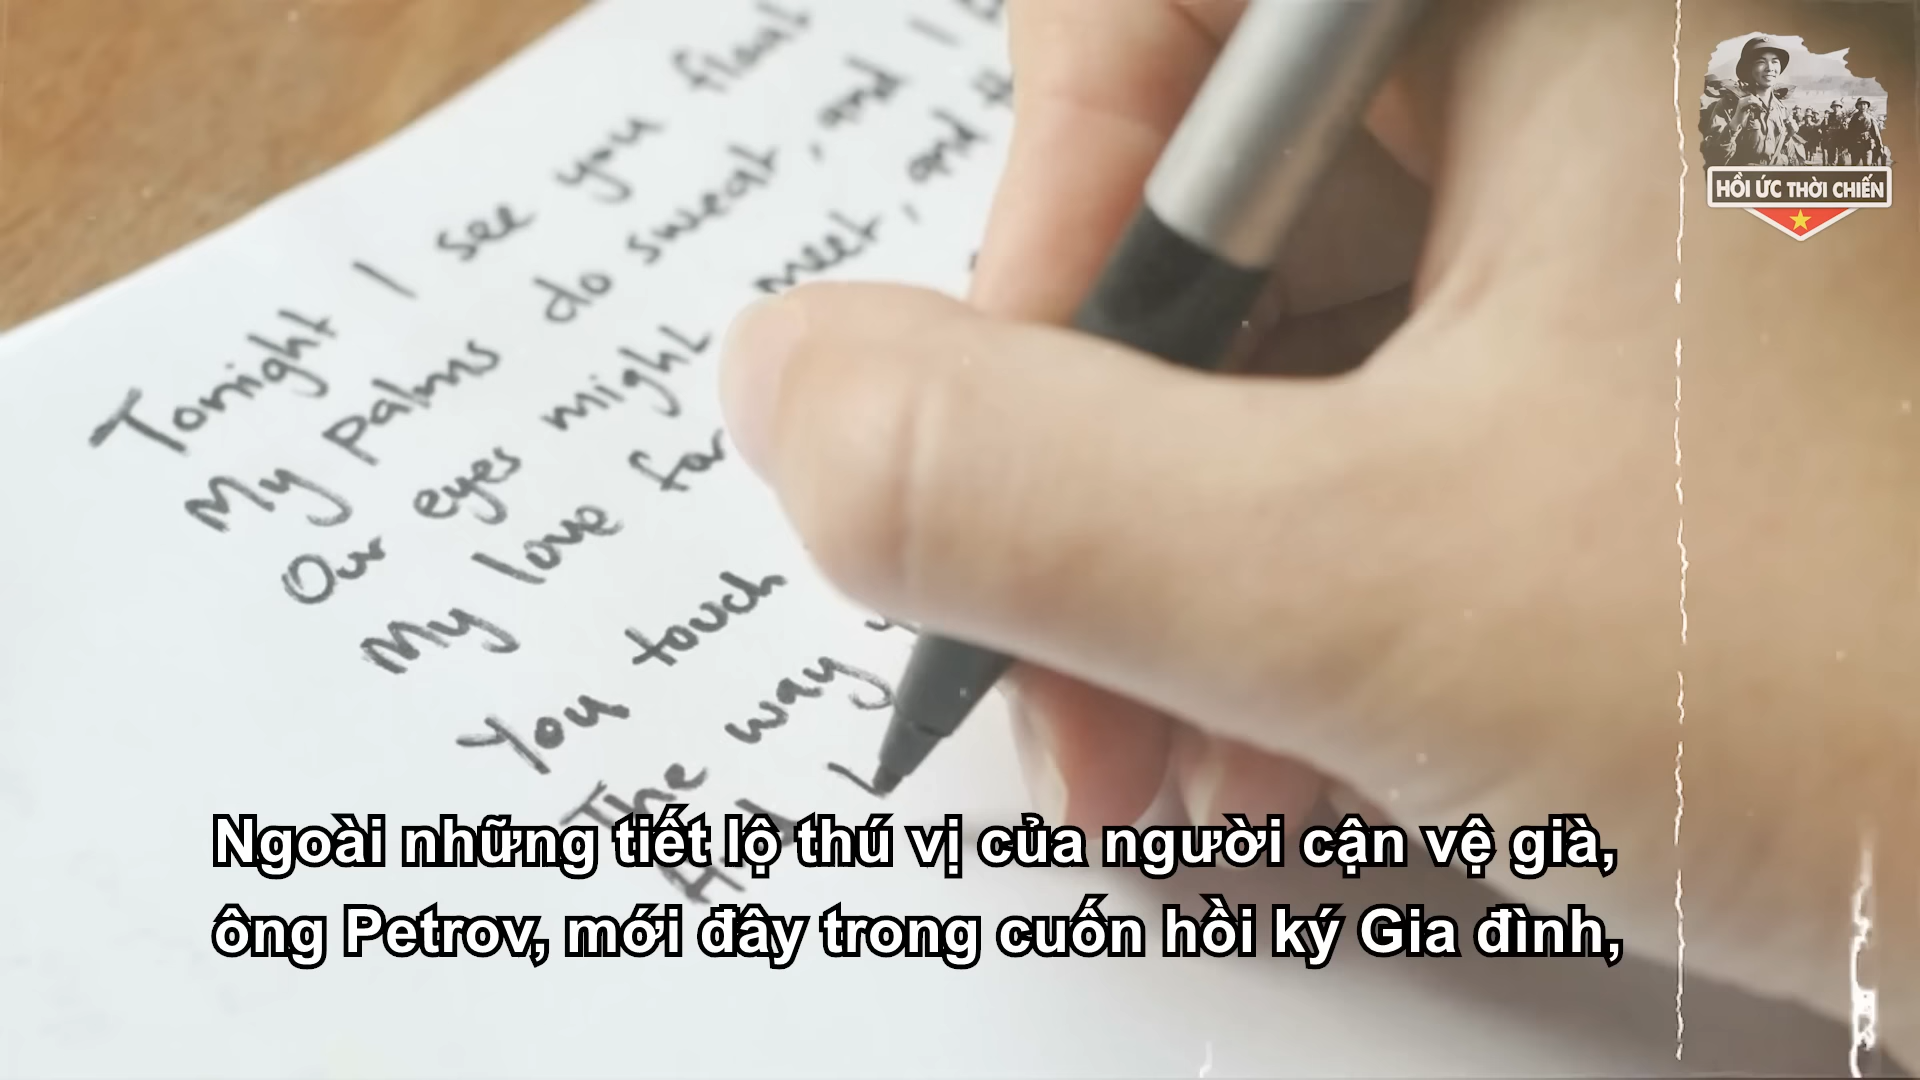 Tonight I see you float
My palms do sweat, and I
Our eyes might meet, and
My love for
You touch
The way
HỒI ỨC THỜI CHIẾN
Ngoài những tiết lộ thú vị của người cận vệ già,
ông Petrov, mới đây trong cuốn hồi ký Gia đình,